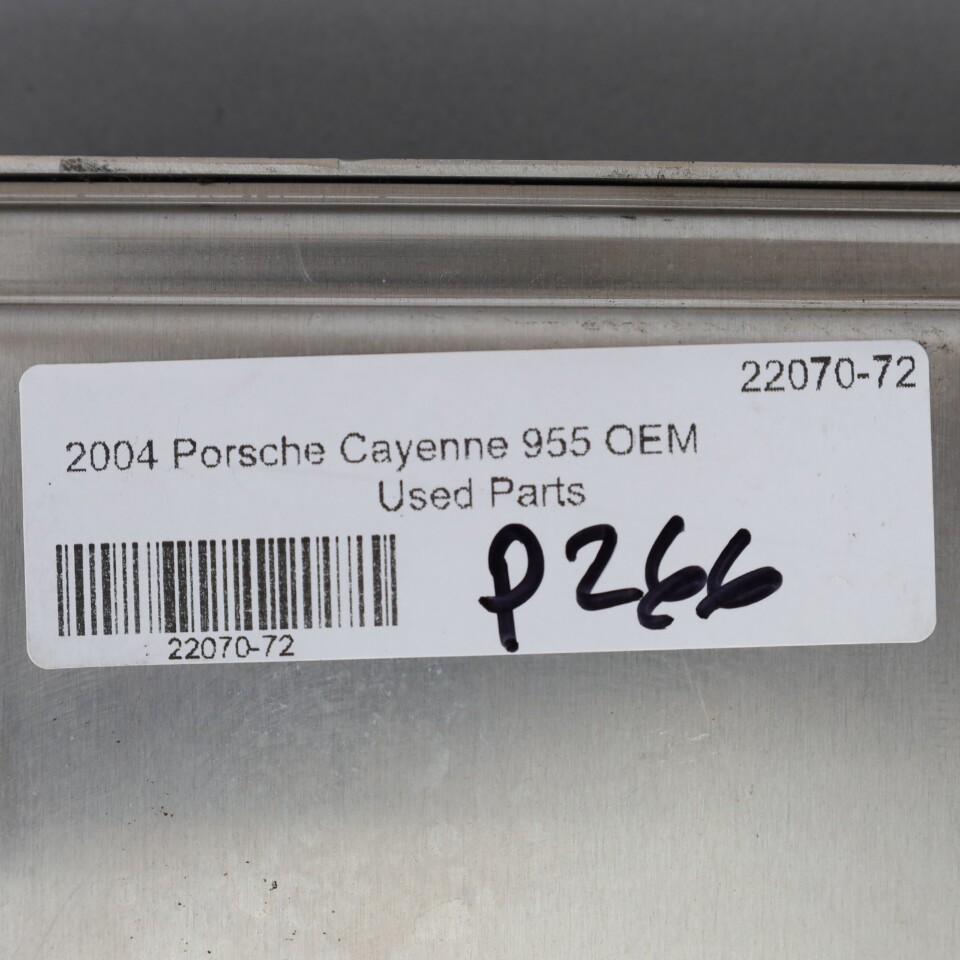 22070-72
2004 Porsche Cayenne 955 OEM
Used Parts
P266
22070-72